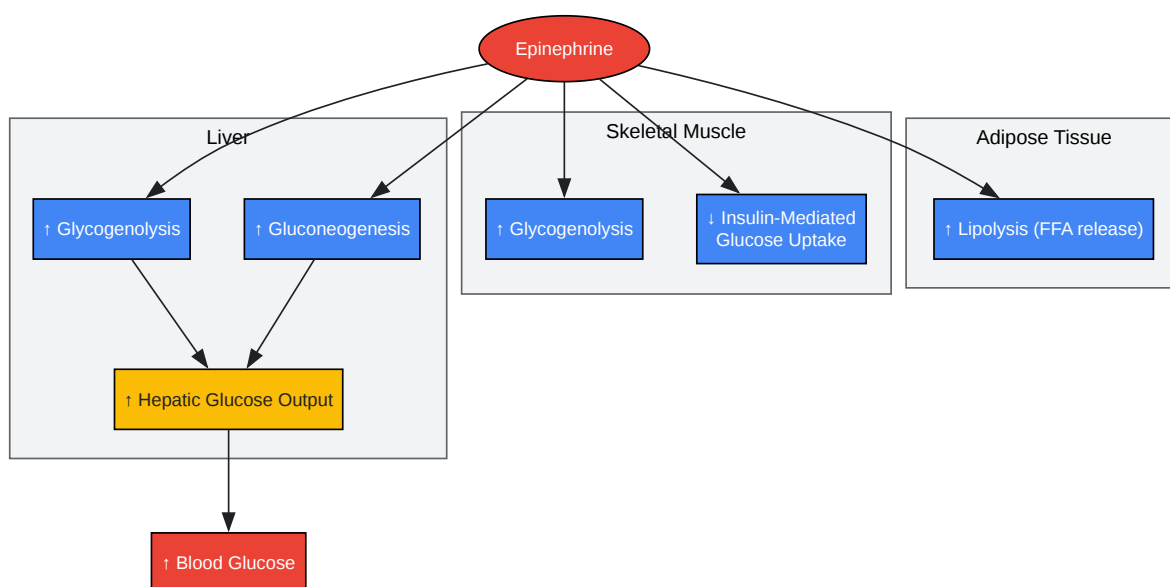 Epinephrine
Liver
Skeletal Muscle
Adipose Tissue
↑ Glycogenolysis
↑ Gluconeogenesis
↑ Glycogenolysis
↓ Insulin-Mediated
Glucose Uptake
↑ Lipolysis (FFA release)
↑ Hepatic Glucose Output
↑ Blood Glucose